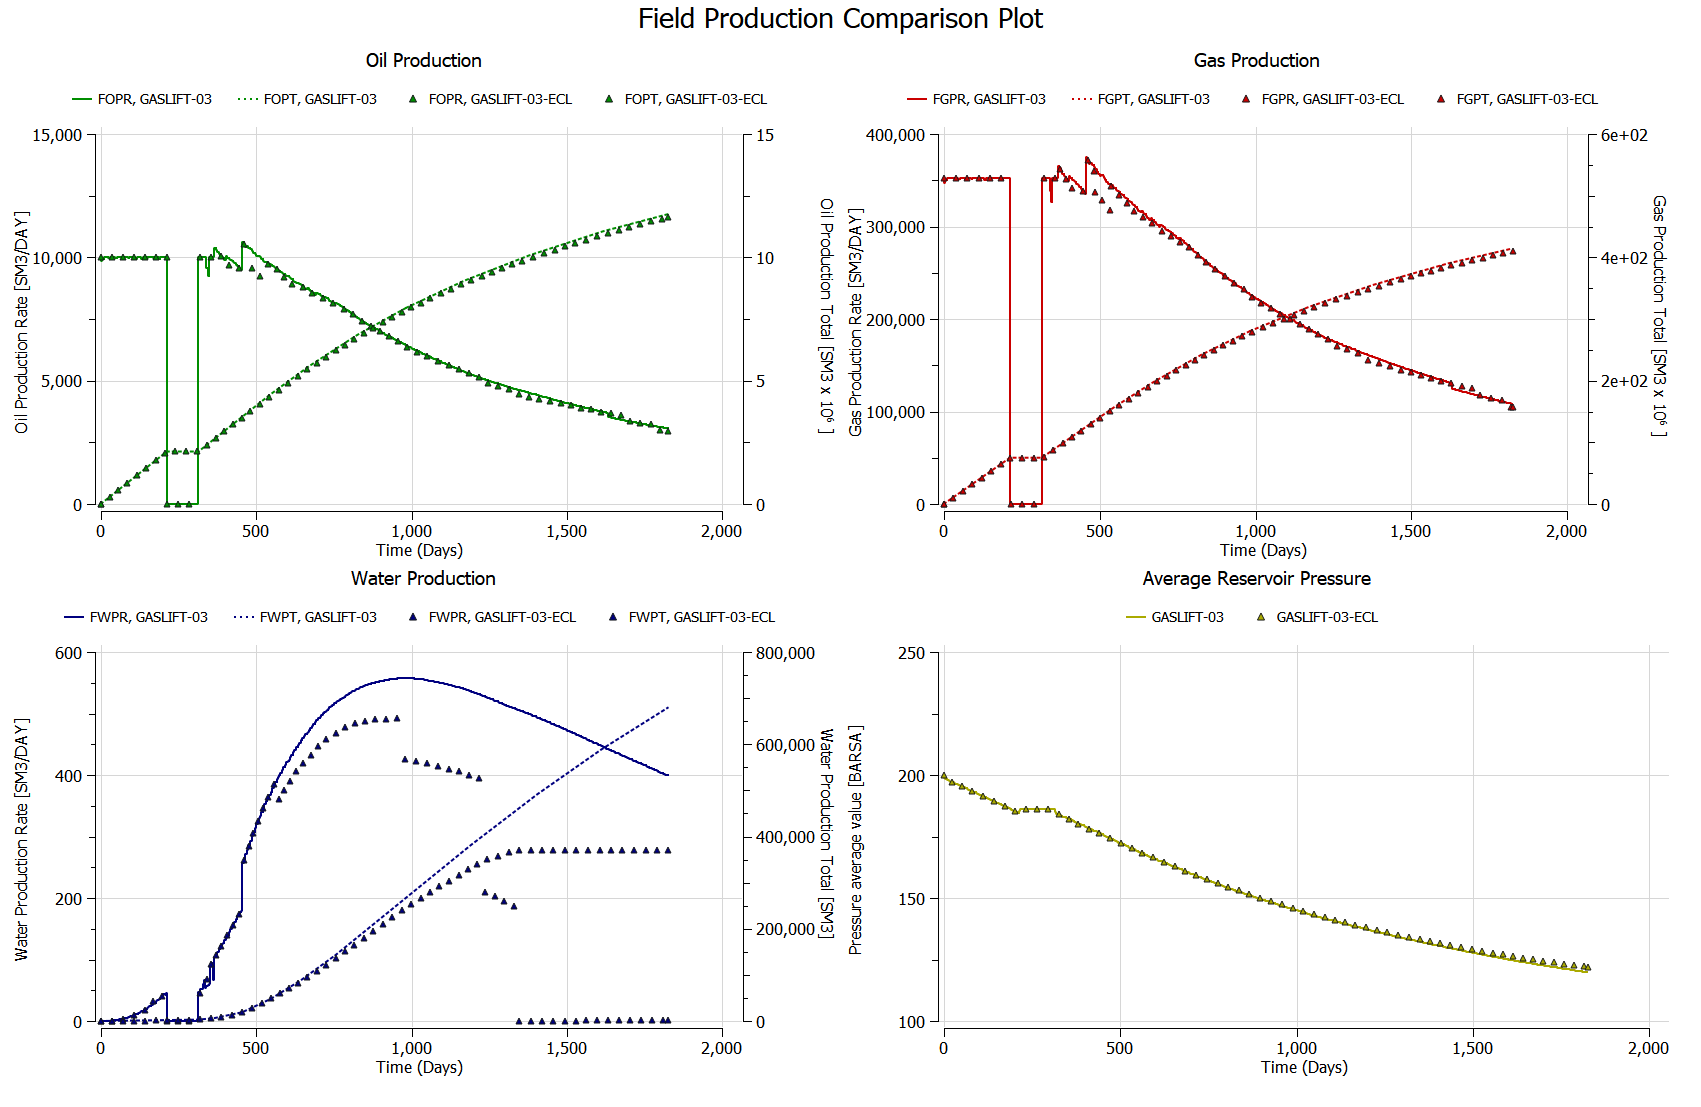 Field Production Comparison Plot
Oil Production
FOPR, GASLIFT-03
FOPT, GASLIFT-03
FOPR, GASLIFT-03-ECL
FOPT, GASLIFT-03-ECL
15,000
10,000
5,000
0
15
10
5
0
Oil Production Rate [SM3/DAY]
Oil Production Total [SM3 x 10⁶ ]
0
500
1,000
1,500
2,000
Time (Days)
Gas Production
FGPR, GASLIFT-03
FGPT, GASLIFT-03
FGPR, GASLIFT-03-ECL
FGPT, GASLIFT-03-ECL
400,000
300,000
200,000
100,000
0
6e+02
4e+02
2e+02
0
Gas Production Rate [SM3/DAY]
Gas Production Total [SM3 x 10⁶ ]
0
500
1,000
1,500
2,000
Time (Days)
Water Production
FWPR, GASLIFT-03
FWPT, GASLIFT-03
FWPR, GASLIFT-03-ECL
FWPT, GASLIFT-03-ECL
600
400
200
0
800,000
600,000
400,000
200,000
0
Water Production Rate [SM3/DAY]
Water Production Total [SM3]
0
500
1,000
1,500
2,000
Time (Days)
Average Reservoir Pressure
GASLIFT-03
GASLIFT-03-ECL
250
200
150
100
Pressure average value [BARSA]
0
500
1,000
1,500
2,000
Time (Days)